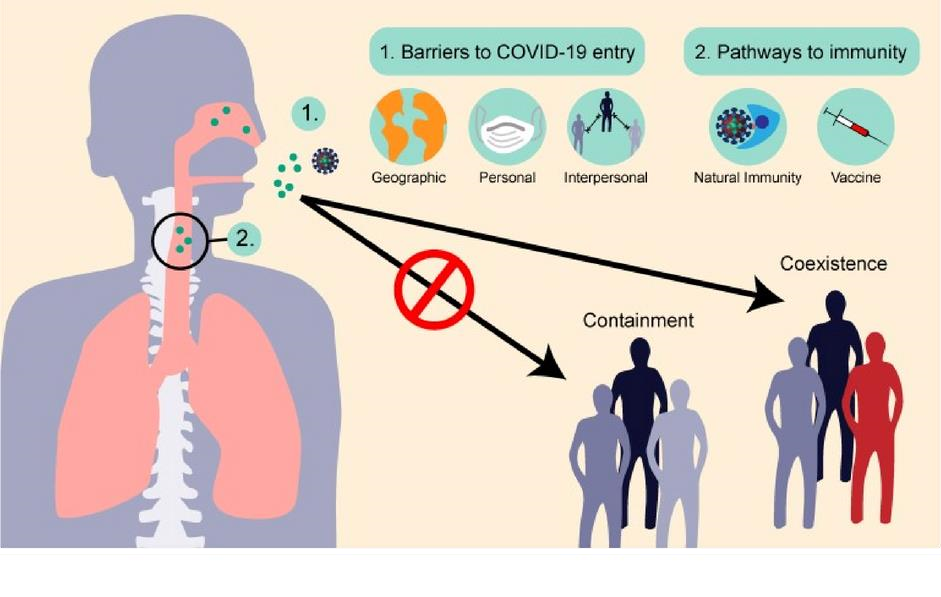 1. Barriers to COVID-19 entry
2. Pathways to immunity
1.
Geographic
Personal
Interpersonal
Natural Immunity
Vaccine
2.
Coexistence
Containment